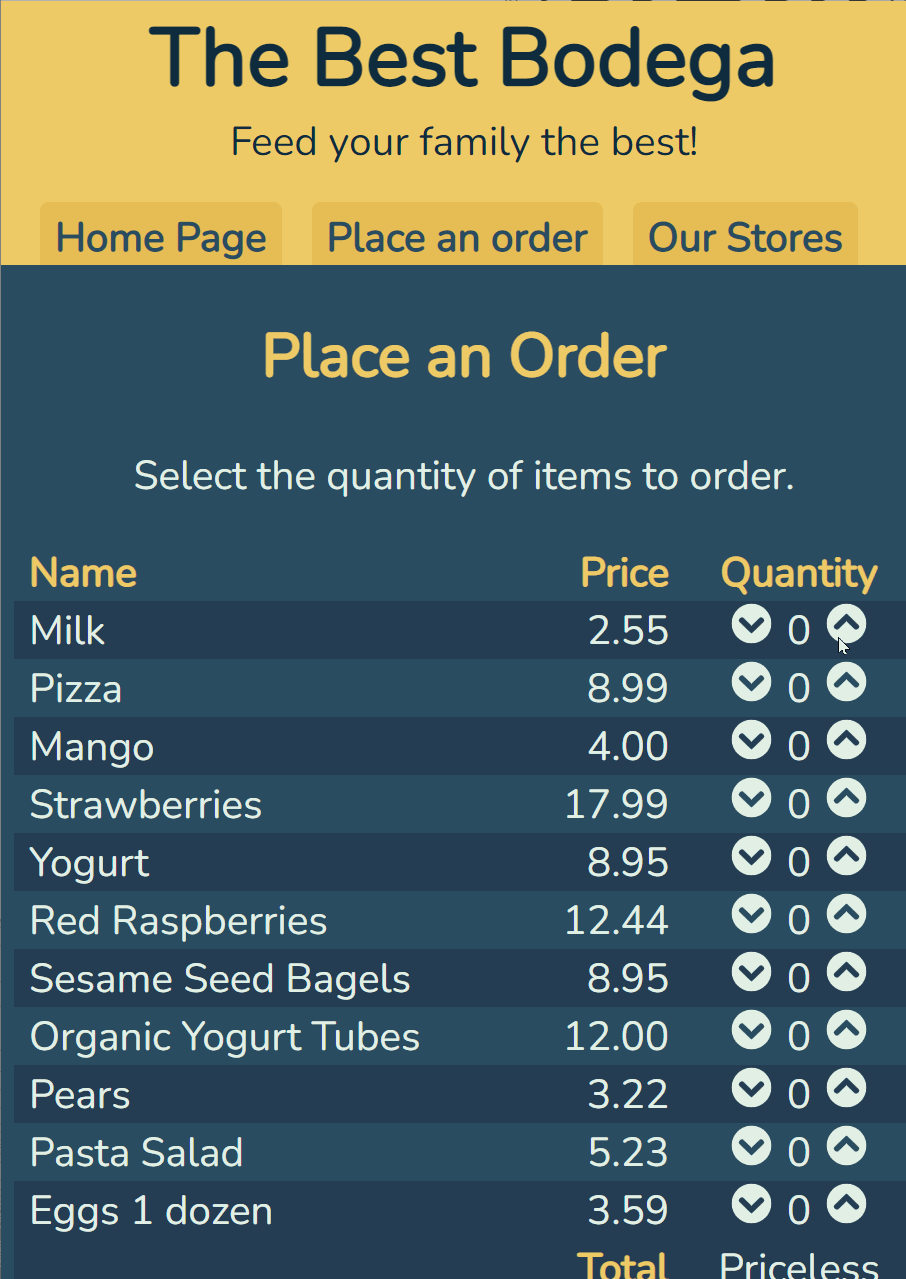 The Best Bodega
Feed your family the best!
Home Page Place an order Our Stores
Place an Order
Select the quantity of items to order.
Name Price Quantity
Milk 2.55 0
Pizza 8.99 0
Mango 4.00 0
Strawberries 17.99 0
Yogurt 8.95 0
Red Raspberries 12.44 0
Sesame Seed Bagels 8.95 0
Organic Yogurt Tubes 12.00 0
Pears 3.22 0
Pasta Salad 5.23 0
Eggs 1 dozen 3.59 0
Total Priceless